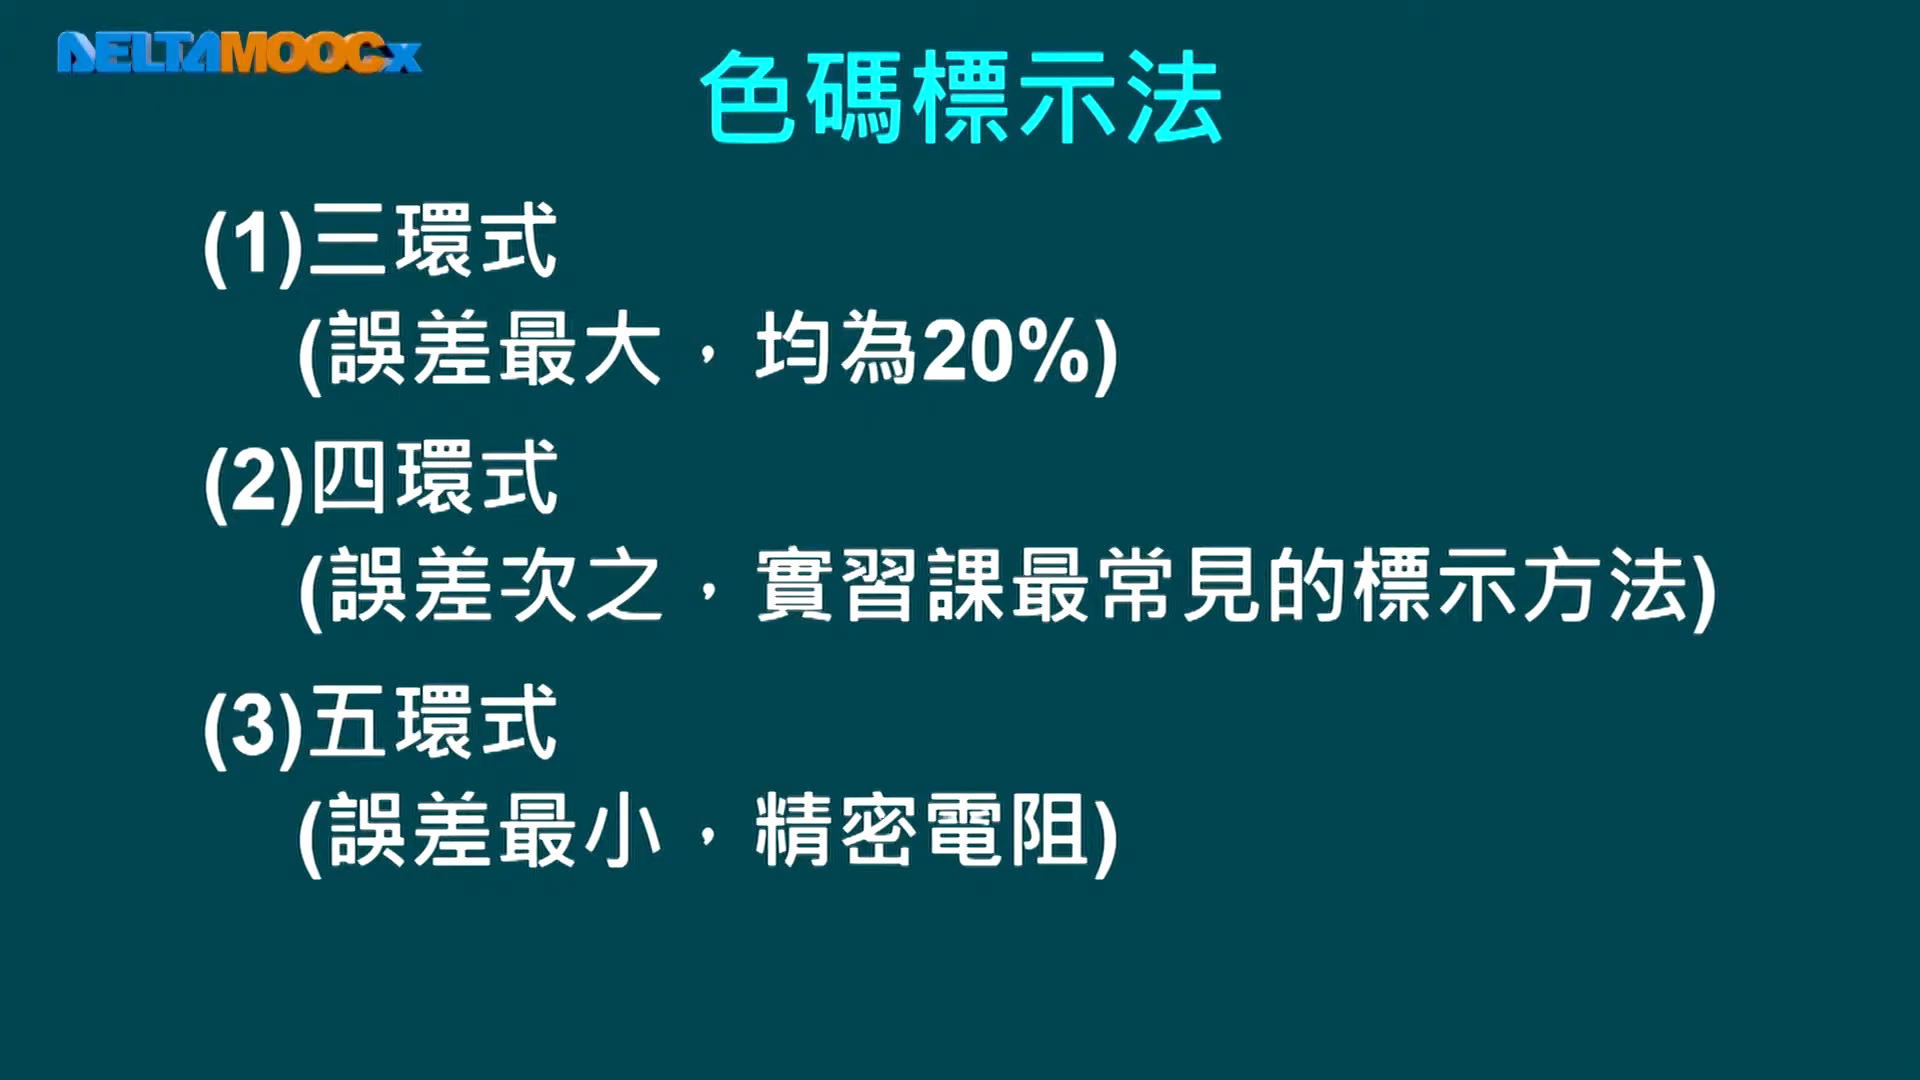 DELTAMOOCx
色碼標示法
(1)三環式
(誤差最大，均為20%)
(2)四環式
(誤差次之，實習課最常見的標示方法)
(3)五環式
(誤差最小，精密電阻)